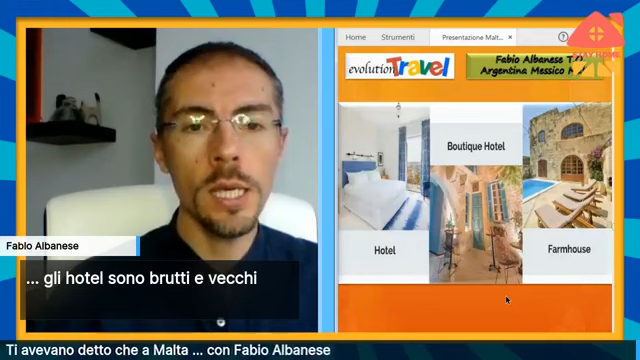 Home Strumenti Presentazione Malt... ×
?
evolution Travel
Fabio Albanese T.O.
Argentina Messico
Boutique Hotel
Hotel
Farmhouse
Fabio Albanese
... gli hotel sono brutti e vecchi
Ti avevano detto che a Malta ... con Fabio Albanese